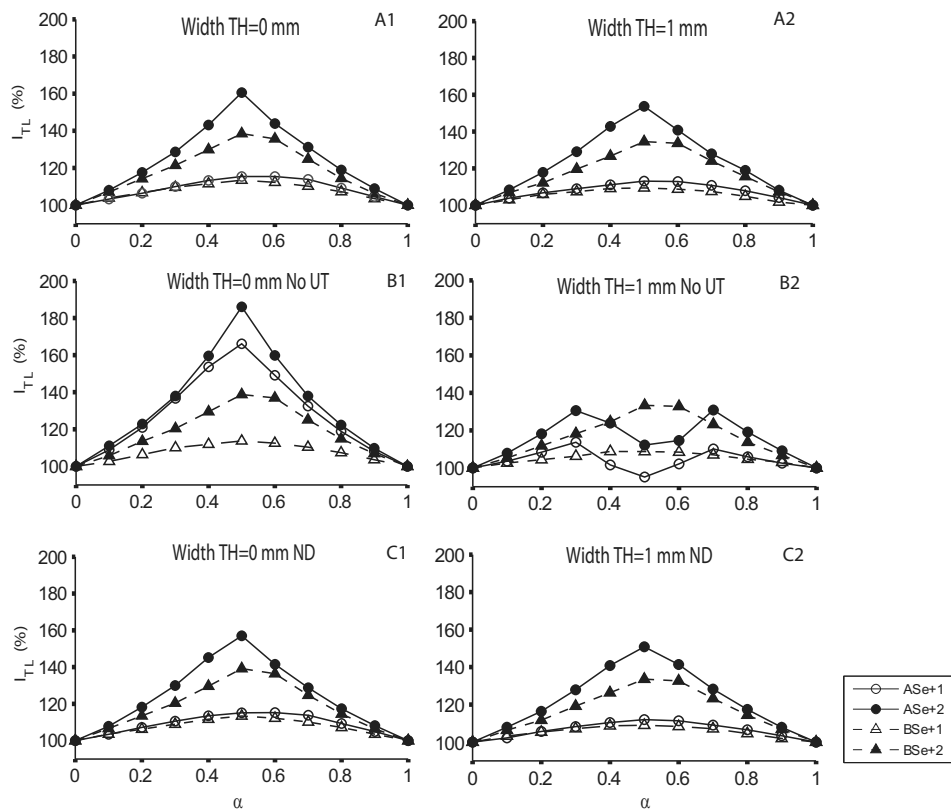 Width TH=0 mm
A1
I_TL (%)
200
180
160
140
120
100
0 0.2 0.4 0.6 0.8 1
α
Width TH=1 mm
A2
200
180
160
140
120
100
0 0.2 0.4 0.6 0.8 1
α
Width TH=0 mm No UT
B1
I_TL (%)
200
180
160
140
120
100
0 0.2 0.4 0.6 0.8 1
α
Width TH=1 mm No UT
B2
200
180
160
140
120
100
0 0.2 0.4 0.6 0.8 1
α
Width TH=0 mm ND
C1
I_TL (%)
200
180
160
140
120
100
0 0.2 0.4 0.6 0.8 1
α
Width TH=1 mm ND
C2
200
180
160
140
120
100
0 0.2 0.4 0.6 0.8 1
α
ASe+1
ASe+2
BSe+1
BSe+2